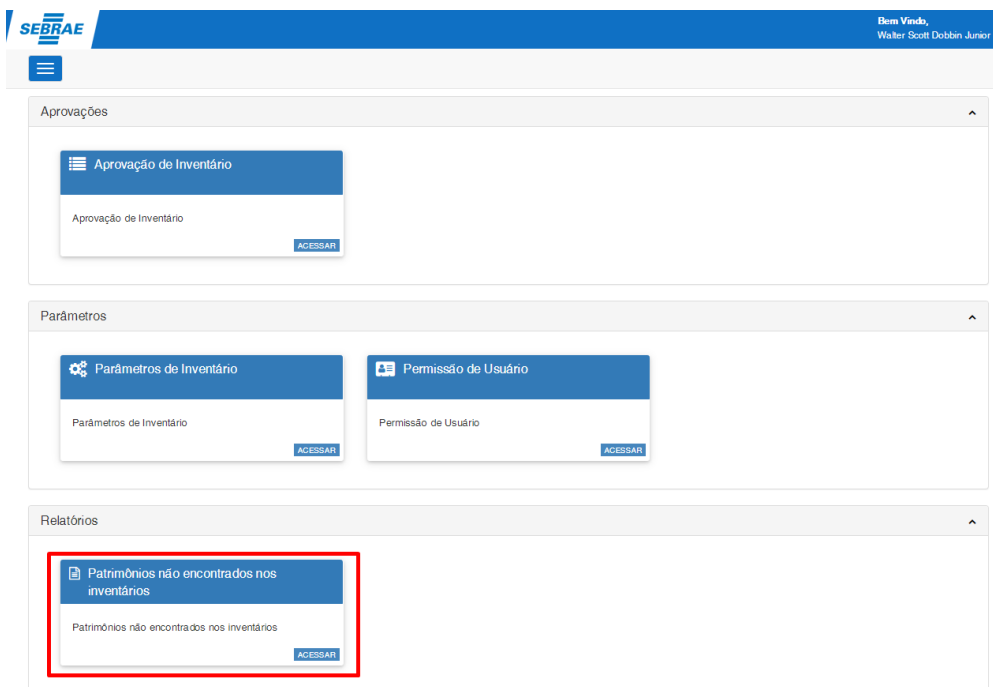 SEBRAE
Bem Vindo,
Walter Scott Dobbin Junior
Aprovações
Aprovação de Inventário
Aprovação de Inventário
ACESSAR
Parâmetros
Parâmetros de Inventário
Permissão de Usuário
Parâmetros de Inventário
Permissão de Usuário
ACESSAR
ACESSAR
Relatórios
Patrimônios não encontrados nos
inventários
Patrimônios não encontrados nos inventários
ACESSAR